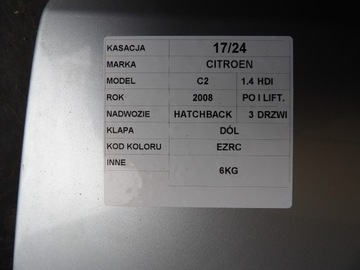 KASACJA 17/24
MARKA CITROEN
MODEL C2 1.4 HDI
ROK 2008 PO I LIFT.
NADWOZIE HATCHBACK 3 DRZWI
KLAPA DÓL
KOD KOLORU EZRC
INNE 6KG